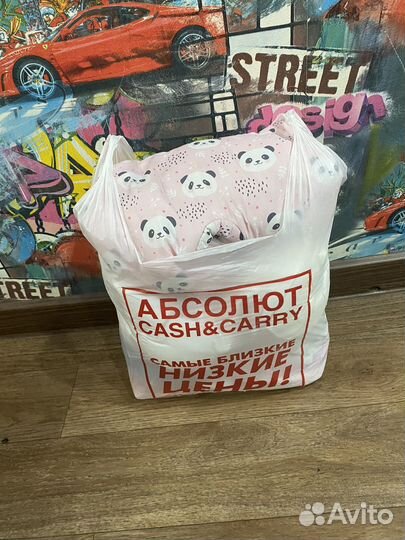 STREET
design
STREET
АБСОЛЮТ
CASH&CARRY
САМЫЕ БЛИЗКИЕ
НИЗКИЕ
ЦЕНЫ!
Avito